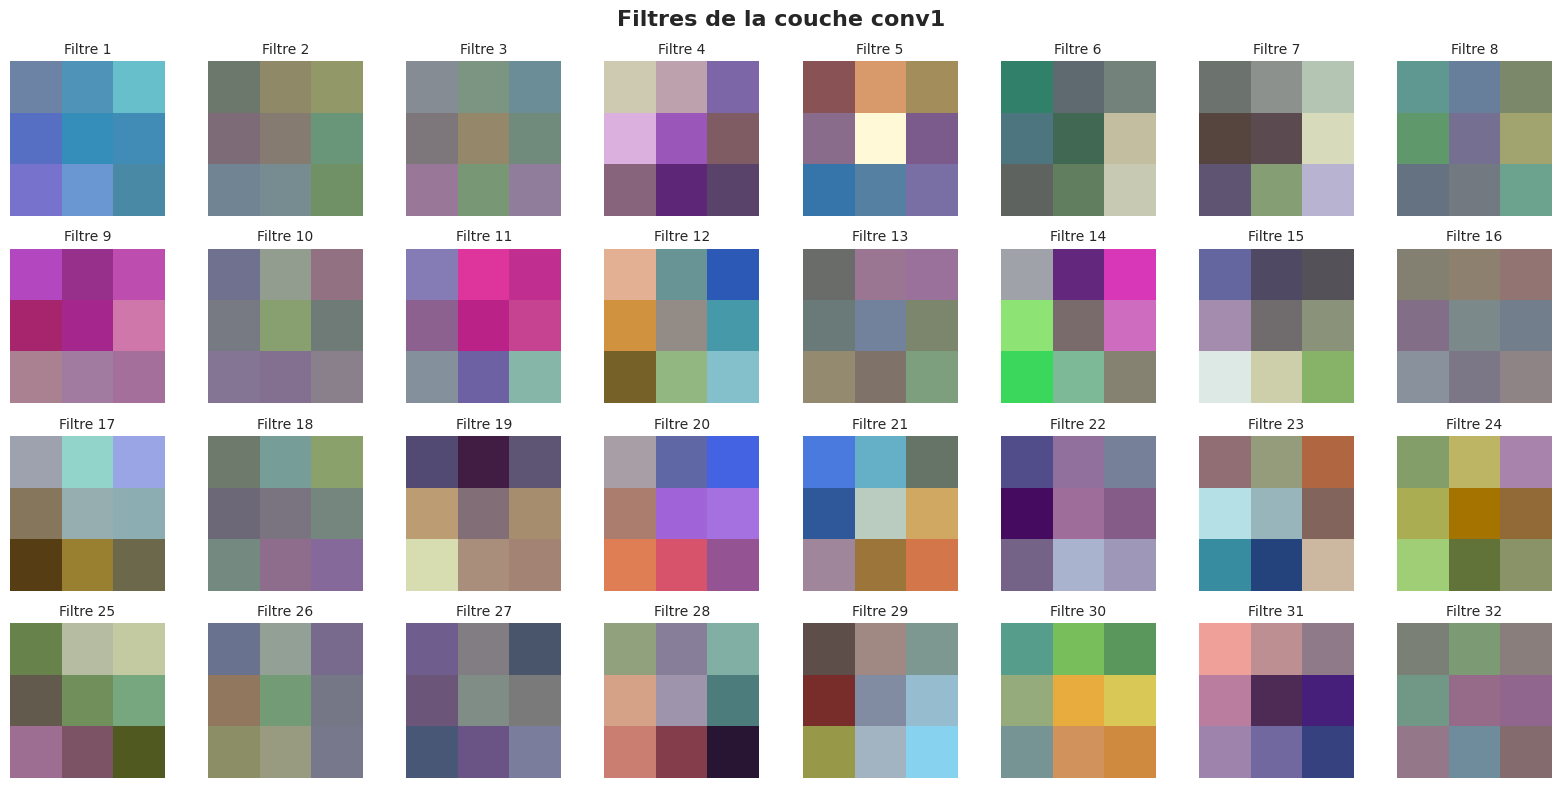 Filtres de la couche conv1
Filtre 1 Filtre 2 Filtre 3 Filtre 4 Filtre 5 Filtre 6 Filtre 7 Filtre 8
Filtre 9 Filtre 10 Filtre 11 Filtre 12 Filtre 13 Filtre 14 Filtre 15 Filtre 16
Filtre 17 Filtre 18 Filtre 19 Filtre 20 Filtre 21 Filtre 22 Filtre 23 Filtre 24
Filtre 25 Filtre 26 Filtre 27 Filtre 28 Filtre 29 Filtre 30 Filtre 31 Filtre 32